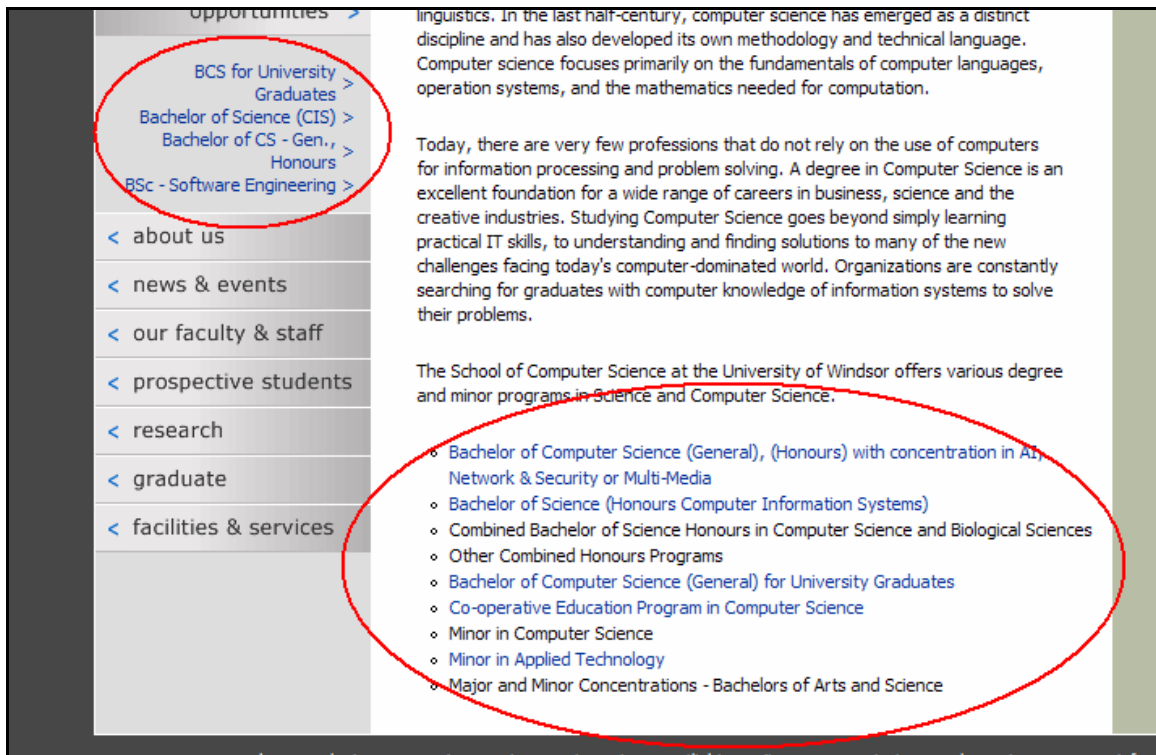 opportunities >
BCS for University
Graduates >
Bachelor of Science (CIS) >
Bachelor of CS - Gen.,
Honours >
BSc - Software Engineering >
< about us
< news & events
< our faculty & staff
< prospective students
< research
< graduate
< facilities & services
linguistics. In the last half-century, computer science has emerged as a distinct
discipline and has also developed its own methodology and technical language.
Computer science focuses primarily on the fundamentals of computer languages,
operation systems, and the mathematics needed for computation.
Today, there are very few professions that do not rely on the use of computers
for information processing and problem solving. A degree in Computer Science is an
excellent foundation for a wide range of careers in business, science and the
creative industries. Studying Computer Science goes beyond simply learning
practical IT skills, to understanding and finding solutions to many of the new
challenges facing today's computer-dominated world. Organizations are constantly
searching for graduates with computer knowledge of information systems to solve
their problems.
The School of Computer Science at the University of Windsor offers various degree
and minor programs in Science and Computer Science.
Bachelor of Computer Science (General), (Honours) with concentration in AI,
Network & Security or Multi-Media
Bachelor of Science (Honours Computer Information Systems)
Combined Bachelor of Science Honours in Computer Science and Biological Sciences
Other Combined Honours Programs
Bachelor of Computer Science (General) for University Graduates
Co-operative Education Program in Computer Science
Minor in Computer Science
Minor in Applied Technology
Major and Minor Concentrations - Bachelors of Arts and Science